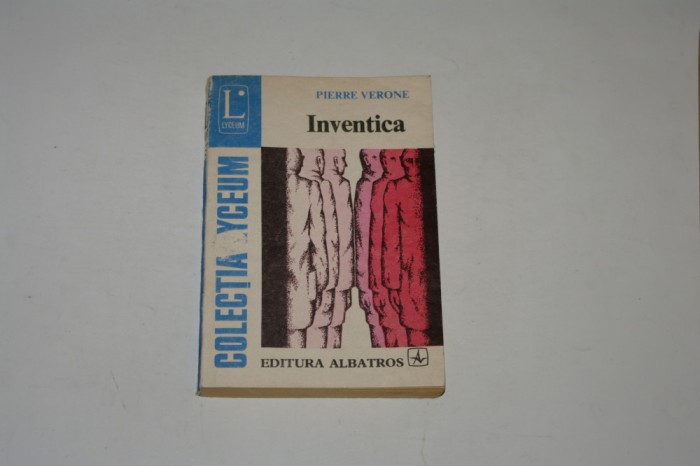 L
LYCEUM
PIERRE VERONE
Inventica
COLECȚIA LYCEUM
EDITURA ALBATROS